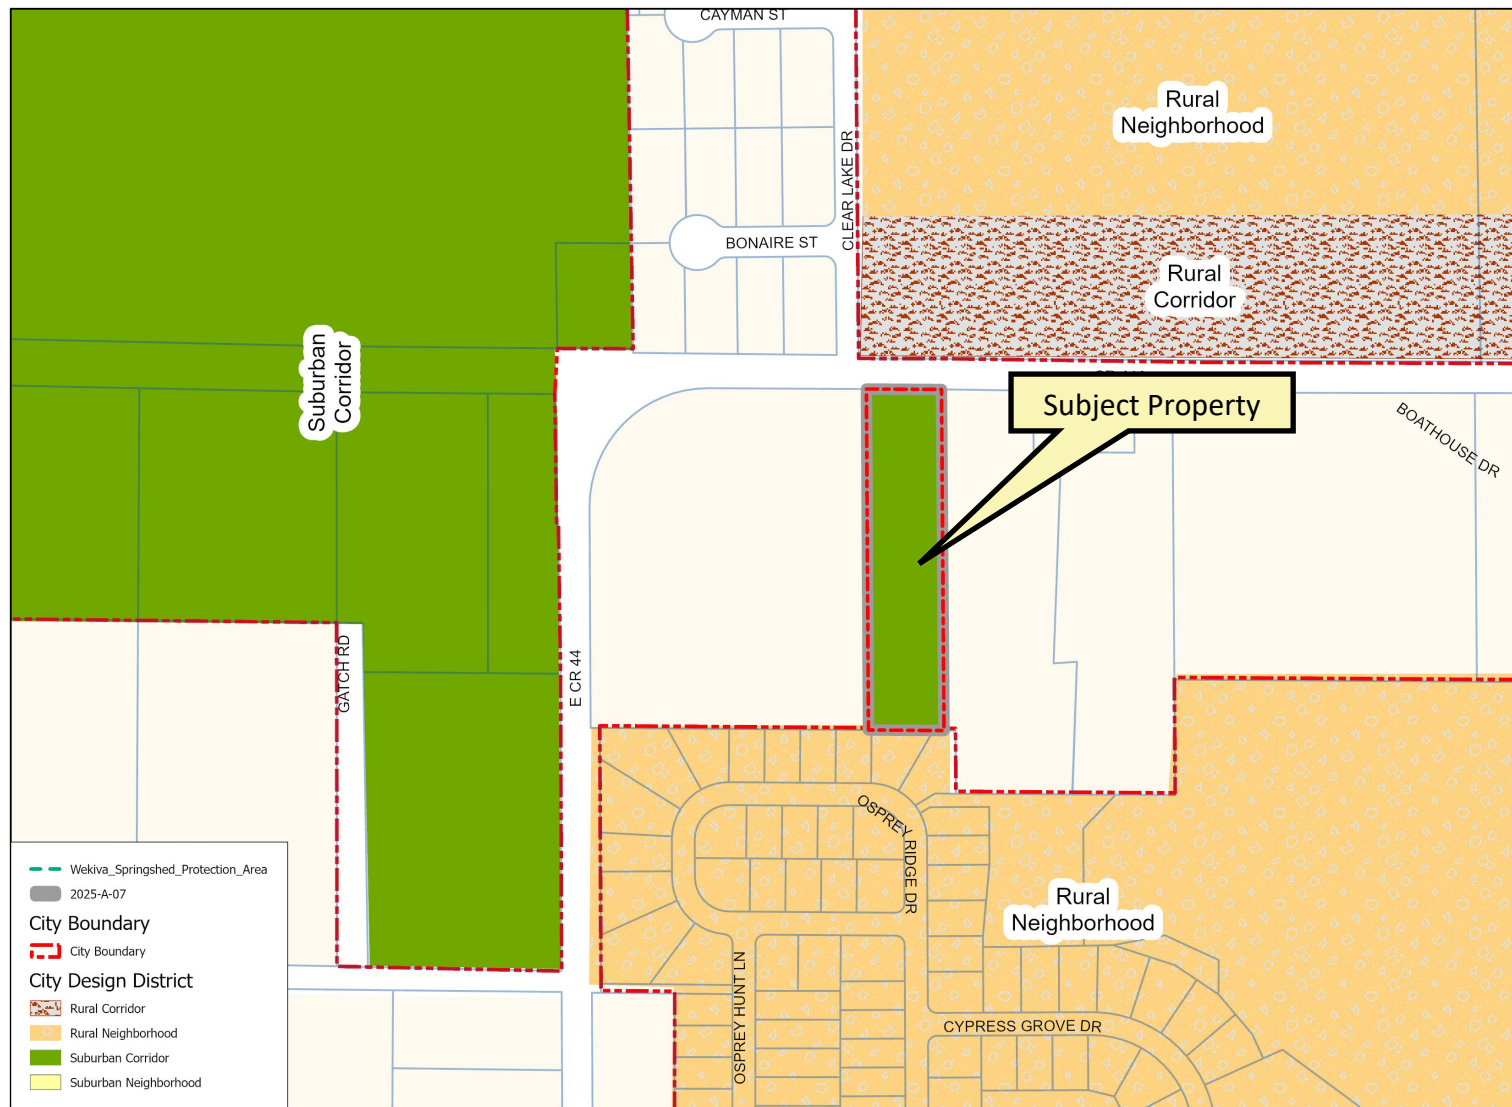 CAYMAN ST
Rural
Neighborhood
CLEAR LAKE DR
BONAIRE ST
Rural
Corridor
Suburban
Corridor
Subject Property
BOATHOUSE DR
GATCH RD
E CR 44
OSPREY RIDGE DR
Rural
Neighborhood
OSPREY HUNT LN
CYPRESS GROVE DR
Wekiva_Springshed_Protection_Area
2025-A-07
City Boundary
City Boundary
City Design District
Rural Corridor
Rural Neighborhood
Suburban Corridor
Suburban Neighborhood